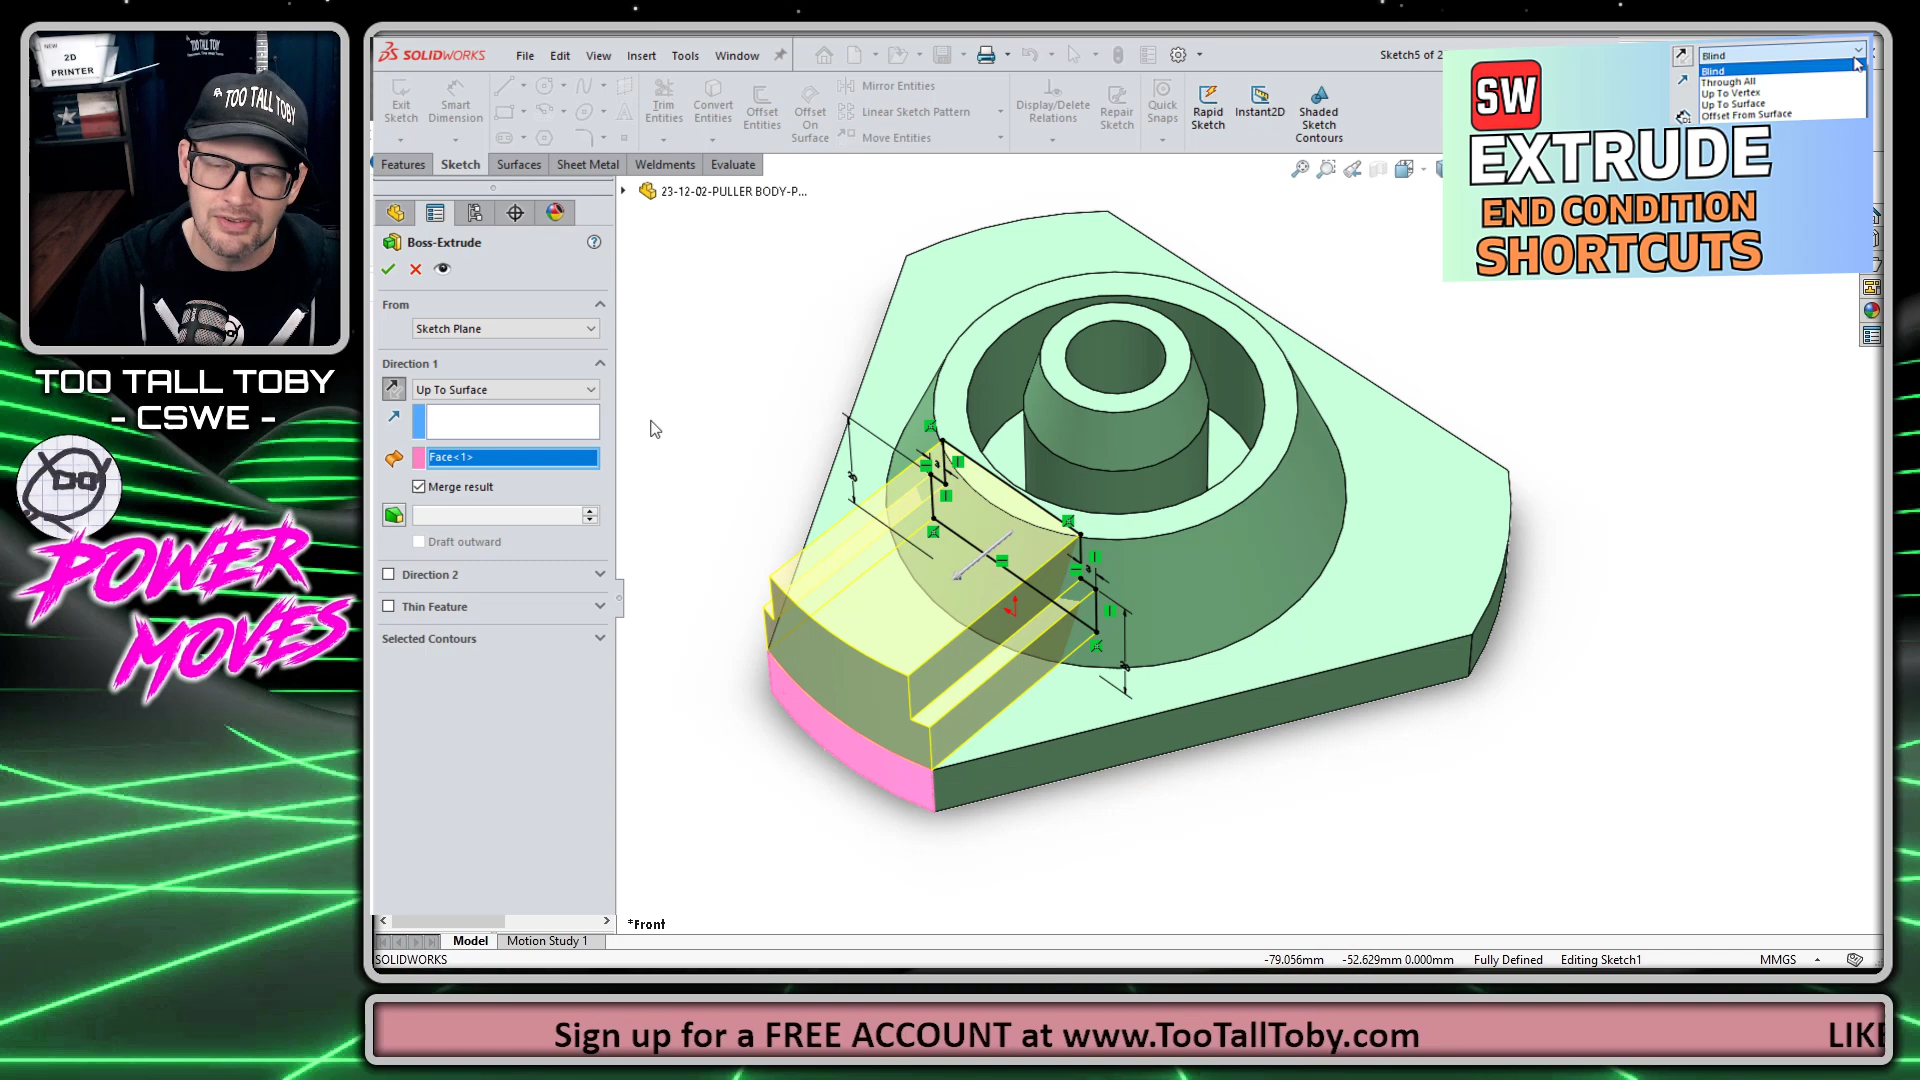 NEW
2D
PRINTER
TOO TALL TOBY
TOO TALL TOBY
- CSWE -
POWER
MOVES
SOLIDWORKS
File
Edit
View
Insert
Tools
Window
Sketch5 of 2
Exit Sketch
Smart Dimension
Trim Entities
Convert Entities
Offset Entities
Offset On Surface
Mirror Entities
Linear Sketch Pattern
Move Entities
Display/Delete Relations
Repair Sketch
Quick Snaps
Rapid Sketch
Instant2D
Shaded Sketch Contours
Features
Sketch
Surfaces
Sheet Metal
Weldments
Evaluate
23-12-02-PULLER BODY-P...
Boss-Extrude
From
Sketch Plane
Direction 1
Up To Surface
Face<1>
Merge result
Draft outward
Direction 2
Thin Feature
Selected Contours
SW
EXTRUDE
END CONDITION
SHORTCUTS
Blind
Blind
Through All
Up To Vertex
Up To Surface
Offset From Surface
*Front
Model
Motion Study 1
SOLIDWORKS
-79.056mm
-52.629mm 0.000mm
Fully Defined
Editing Sketch1
MMGS
Sign up for a FREE ACCOUNT at www.TooTallToby.com
LIKE